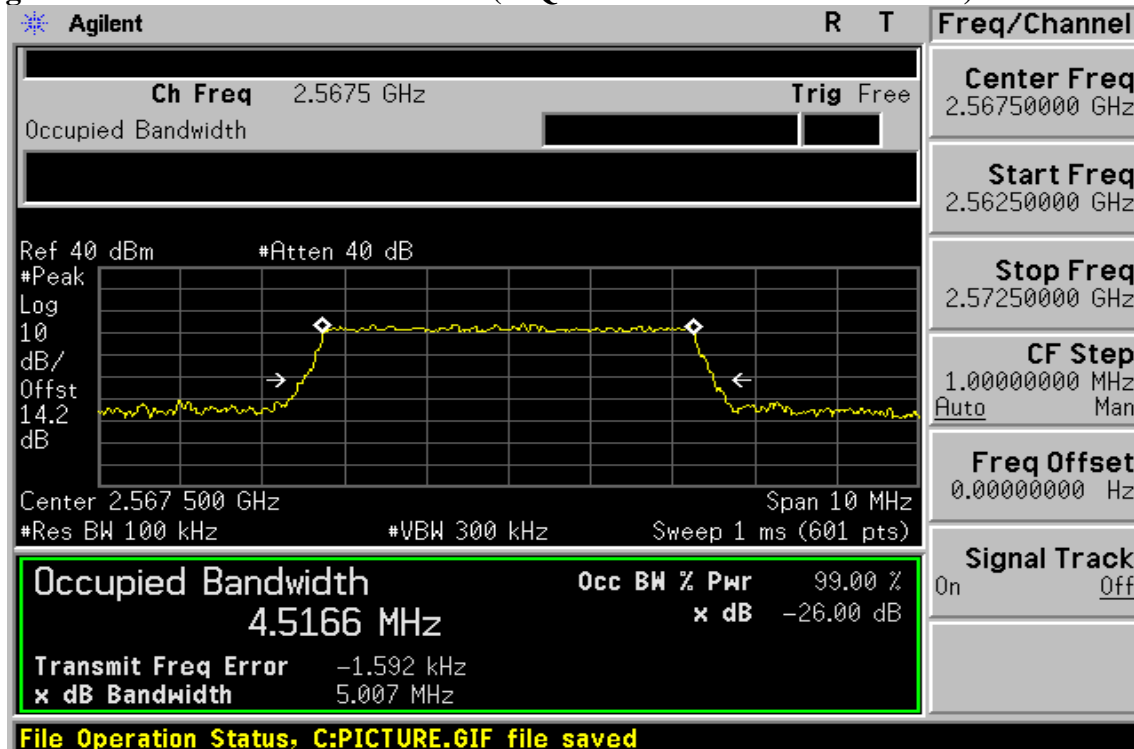 Agilent R T
Ch Freq 2.5675 GHz Trig Free
Occupied Bandwidth
Ref 40 dBm #Atten 40 dB
#Peak
Log
10
dB/
Offst
14.2
dB
Center 2.567 500 GHz Span 10 MHz
#Res BW 100 kHz #VBW 300 kHz Sweep 1 ms (601 pts)
Occupied Bandwidth
4.5166 MHz
Occ BW % Pwr 99.00 %
x dB -26.00 dB
Transmit Freq Error -1.592 kHz
x dB Bandwidth 5.007 MHz
File Operation Status, C:PICTURE.GIF file saved
Freq/Channel
Center Freq
2.56750000 GHz
Start Freq
2.56250000 GHz
Stop Freq
2.57250000 GHz
CF Step
1.00000000 MHz
Auto Man
Freq Offset
0.00000000 Hz
Signal Track
On Off